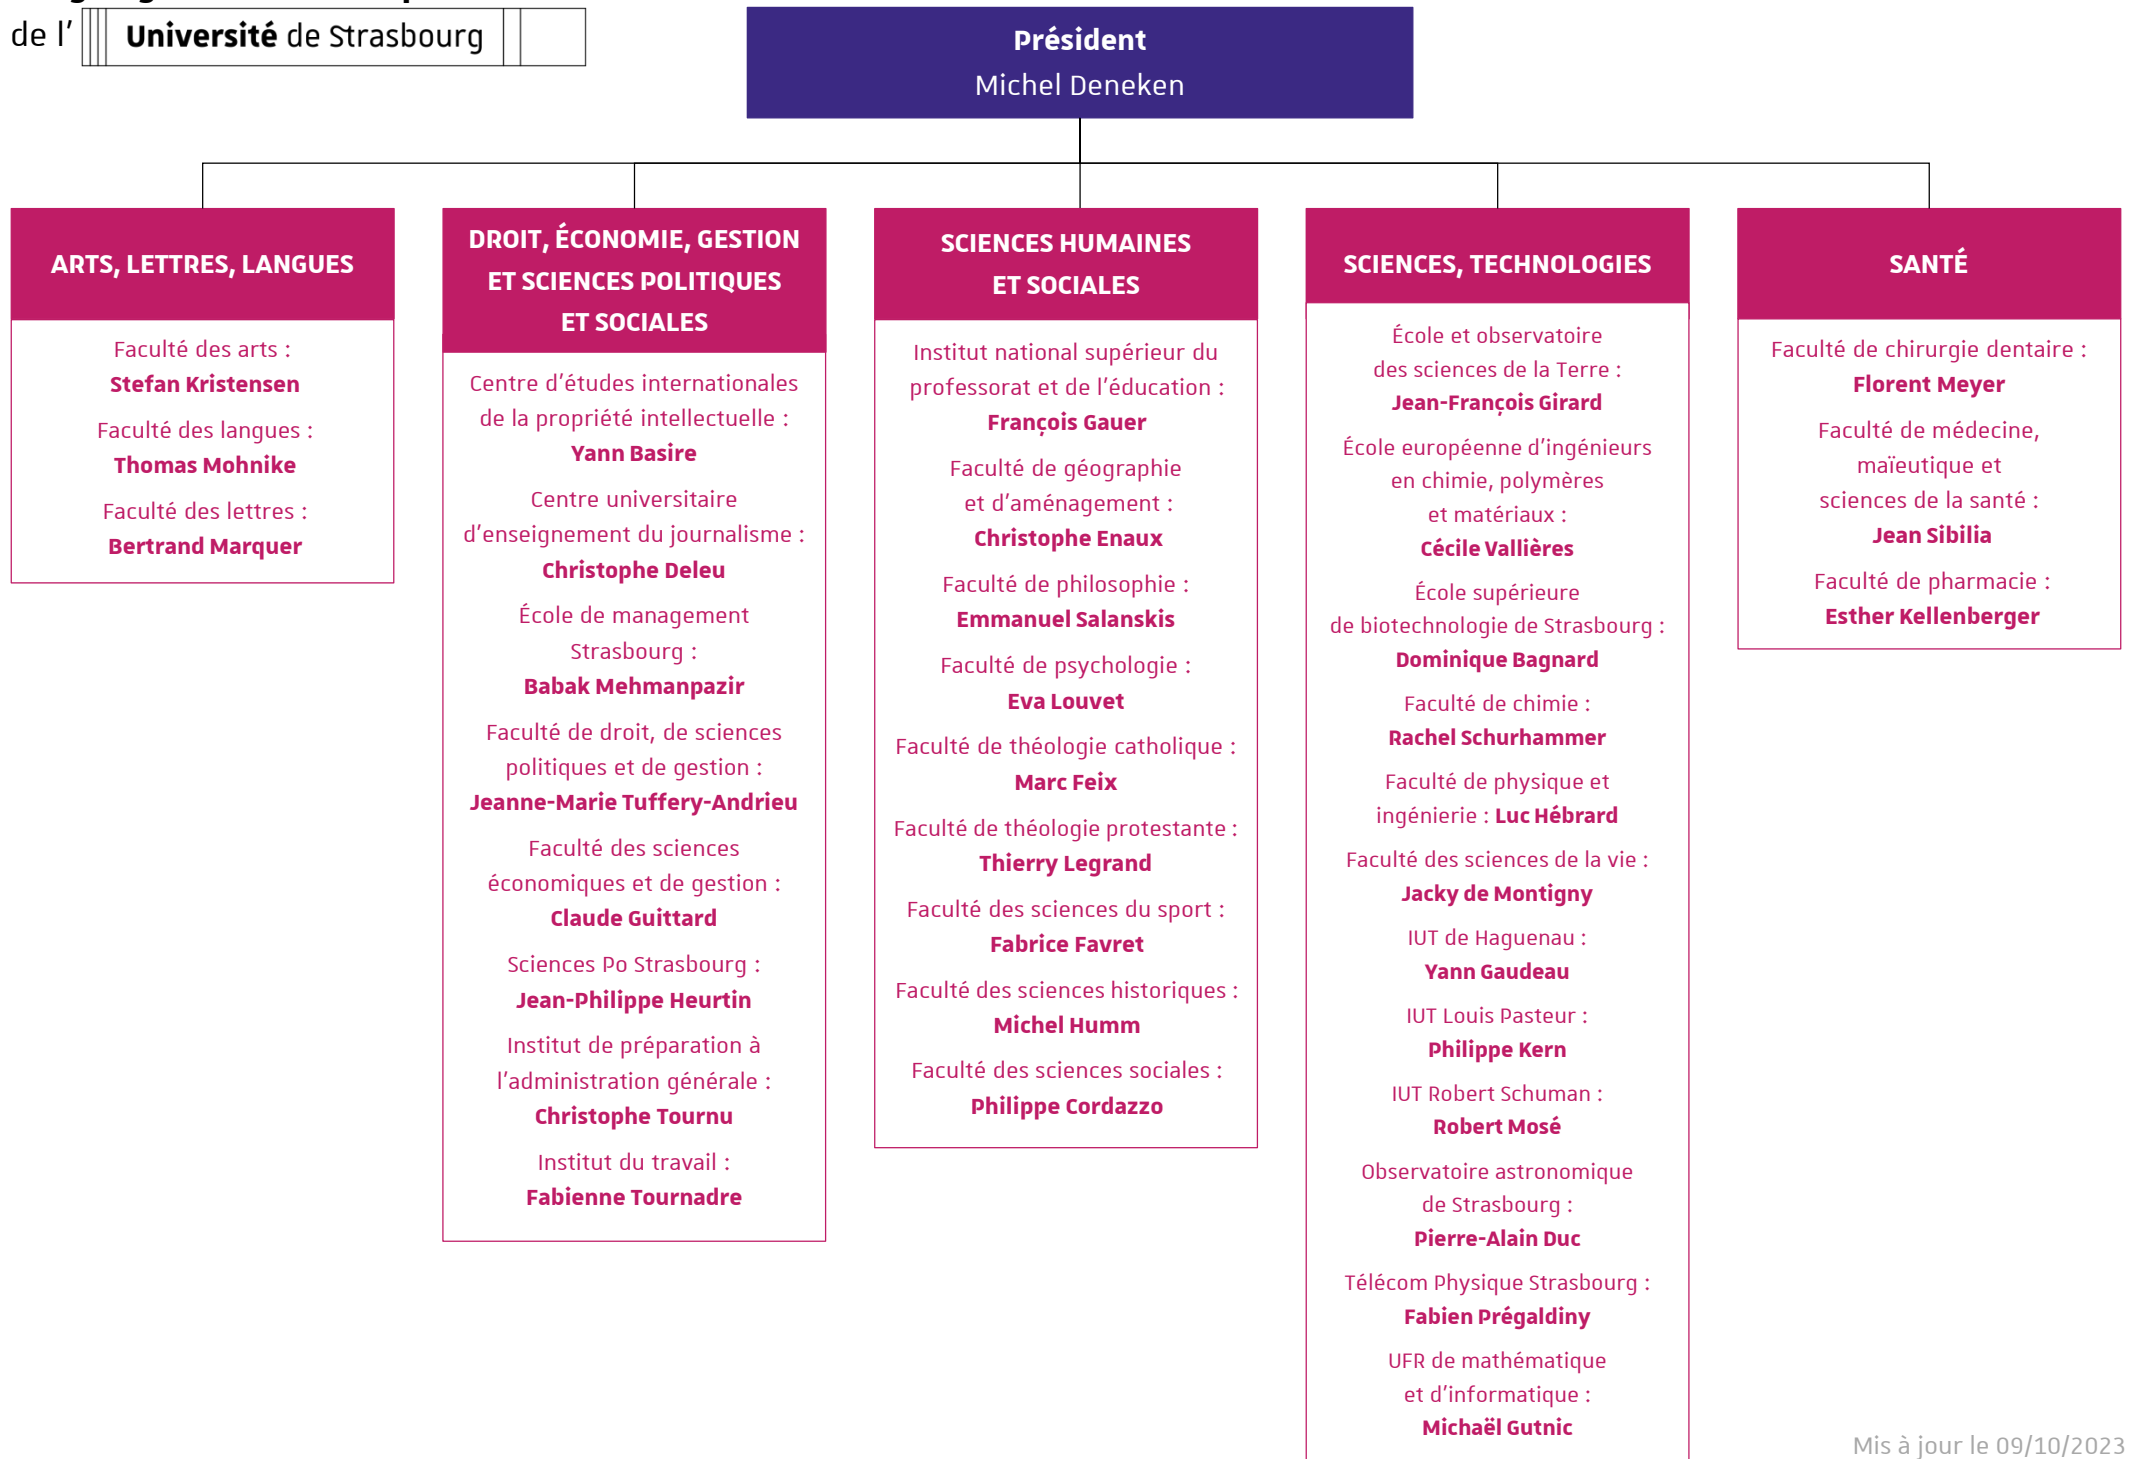 de l'
Université de Strasbourg
Président
Michel Deneken
ARTS, LETTRES, LANGUES
Faculté des arts :
Stefan Kristensen
Faculté des langues :
Thomas Mohnike
Faculté des lettres :
Bertrand Marquer
DROIT, ÉCONOMIE, GESTION
ET SCIENCES POLITIQUES
ET SOCIALES
Centre d'études internationales
de la propriété intellectuelle :
Yann Basire
Centre universitaire
d'enseignement du journalisme :
Christophe Deleu
École de management
Strasbourg :
Babak Mehmanpazir
Faculté de droit, de sciences
politiques et de gestion :
Jeanne-Marie Tuffery-Andrieu
Faculté des sciences
économiques et de gestion :
Claude Guittard
Sciences Po Strasbourg :
Jean-Philippe Heurtin
Institut de préparation à
l'administration générale :
Christophe Tournu
Institut du travail :
Fabienne Tournadre
SCIENCES HUMAINES
ET SOCIALES
Institut national supérieur du
professorat et de l'éducation :
François Gauer
Faculté de géographie
et d'aménagement :
Christophe Enaux
Faculté de philosophie :
Emmanuel Salanskis
Faculté de psychologie :
Eva Louvet
Faculté de théologie catholique :
Marc Feix
Faculté de théologie protestante :
Thierry Legrand
Faculté des sciences du sport :
Fabrice Favret
Faculté des sciences historiques :
Michel Humm
Faculté des sciences sociales :
Philippe Cordazzo
SCIENCES, TECHNOLOGIES
École et observatoire
des sciences de la Terre :
Jean-François Girard
École européenne d'ingénieurs
en chimie, polymères
et matériaux :
Cécile Vallières
École supérieure
de biotechnologie de Strasbourg :
Dominique Bagnard
Faculté de chimie :
Rachel Schurhammer
Faculté de physique et
ingénierie : Luc Hébrard
Faculté des sciences de la vie :
Jacky de Montigny
IUT de Haguenau :
Yann Gaudeau
IUT Louis Pasteur :
Philippe Kern
IUT Robert Schuman :
Robert Mosé
Observatoire astronomique
de Strasbourg :
Pierre-Alain Duc
Télécom Physique Strasbourg :
Fabien Prégaldiny
UFR de mathématique
et d'informatique :
Michaël Gutnic
SANTÉ
Faculté de chirurgie dentaire :
Florent Meyer
Faculté de médecine,
maïeutique et
sciences de la santé :
Jean Sibilia
Faculté de pharmacie :
Esther Kellenberger
Mis à jour le 09/10/2023